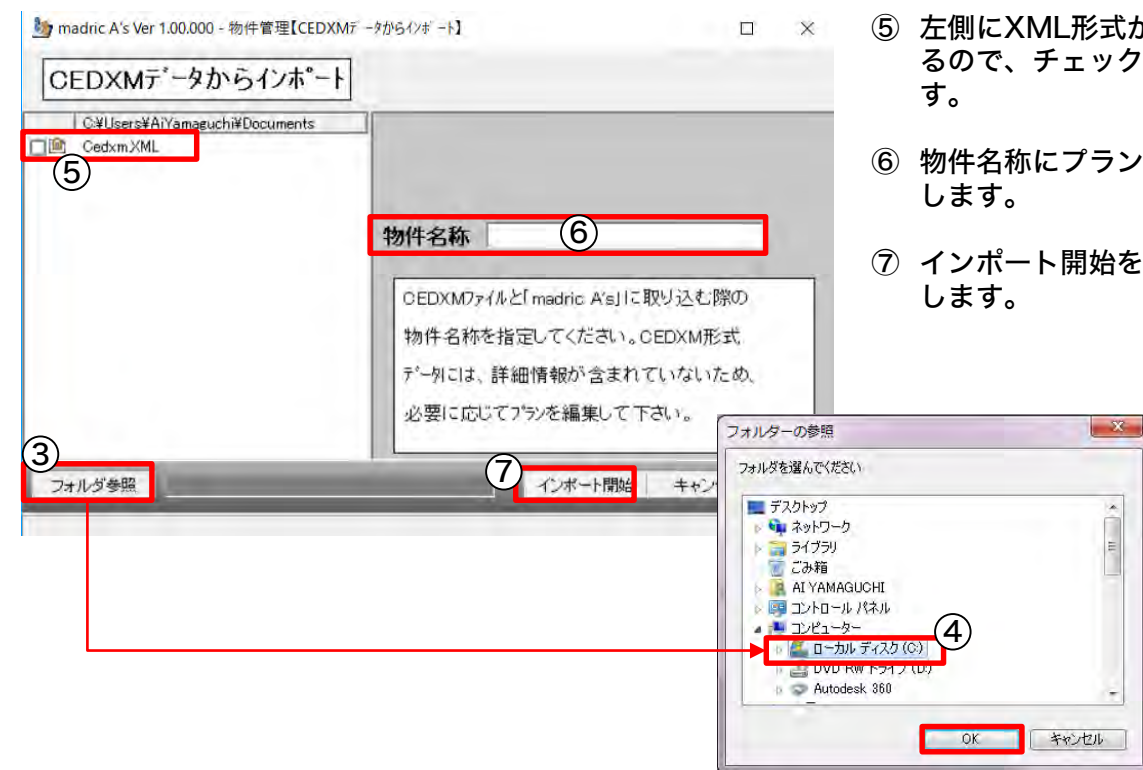 madric A's Ver 1.00.000 - 物件管理【CEDXMﾃﾞｰﾀからｲﾝﾎﾟｰﾄ】
CEDXMﾃﾞｰﾀからｲﾝﾎﾟｰﾄ
C:¥Users¥AiYamaguchi¥Documents
Cedxm.XML
⑤
物件名称
⑥
CEDXMﾌｧｲﾙと｢madric A's｣に取り込む際の
物件名称を指定してください。CEDXM形式
ﾃﾞｰﾀには、詳細情報が含まれていないため、
必要に応じてﾌﾟﾗﾝを編集して下さい。
③
フォルダ参照
⑦
インポート開始
キャン
⑤ 左側にXML形式が
るので、チェック
す。
⑥ 物件名称にプラン
します。
⑦ インポート開始を
します。
フォルダーの参照
フォルダを選んでください
デスクトップ
ネットワーク
ライブラリ
ごみ箱
AI YAMAGUCHI
コントロール パネル
コンピューター
④
ローカル ディスク (C:)
DVD RW ドライブ (D:)
Autodesk 360
OK
キャンセル